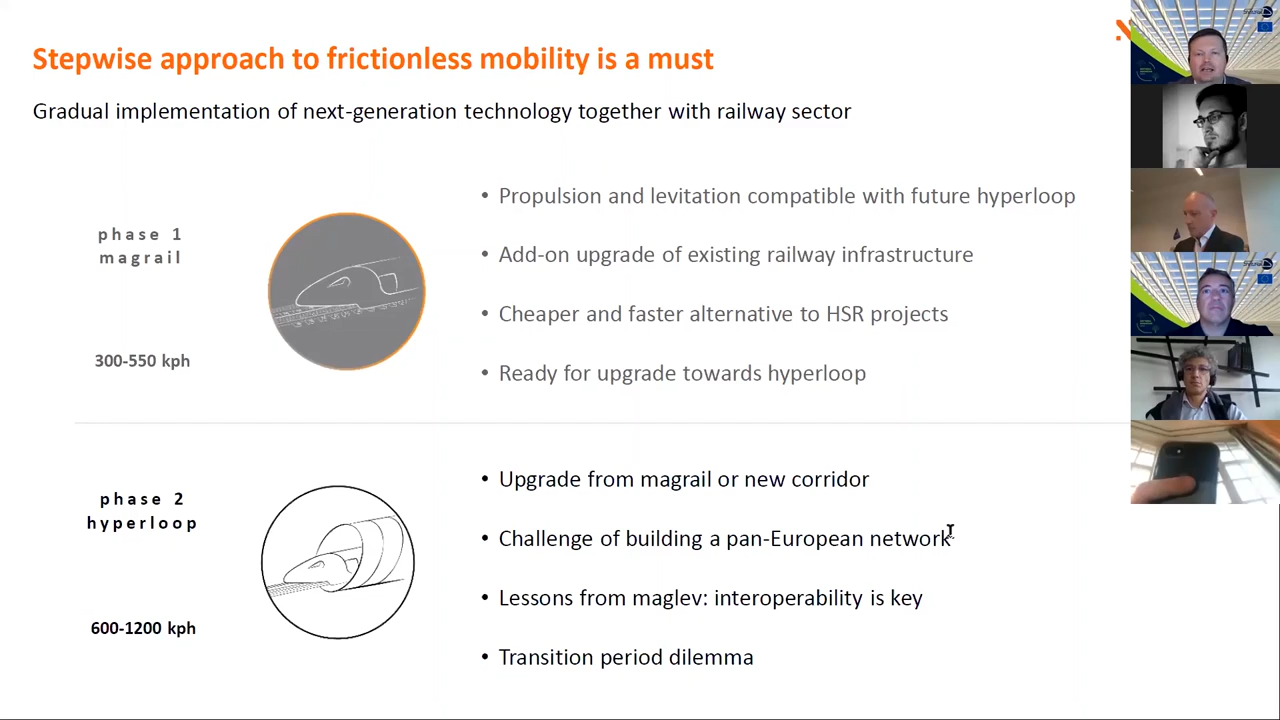 Stepwise approach to frictionless mobility is a must
Gradual implementation of next-generation technology together with railway sector
phase 1
magrail
300-550 kph
• Propulsion and levitation compatible with future hyperloop
• Add-on upgrade of existing railway infrastructure
• Cheaper and faster alternative to HSR projects
• Ready for upgrade towards hyperloop
phase 2
hyperloop
600-1200 kph
• Upgrade from magrail or new corridor
• Challenge of building a pan-European network
• Lessons from maglev: interoperability is key
• Transition period dilemma